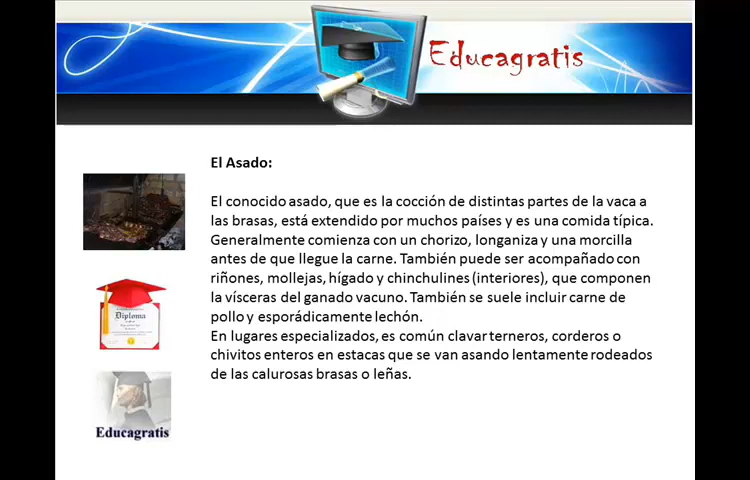 Educagratis
El Asado:
El conocido asado, que es la cocción de distintas partes de la vaca a
las brasas, está extendido por muchos países y es una comida típica.
Generalmente comienza con un chorizo, longaniza y una morcilla
antes de que llegue la carne. También puede ser acompañado con
riñones, mollejas, hígado y chinchulines (interiores), que componen
la vísceras del ganado vacuno. También se suele incluir carne de
pollo y esporádicamente lechón.
En lugares especializados, es común clavar terneros, corderos o
chivitos enteros en estacas que se van asando lentamente rodeados
de las calurosas brasas o leñas.
Diploma
Educagratis